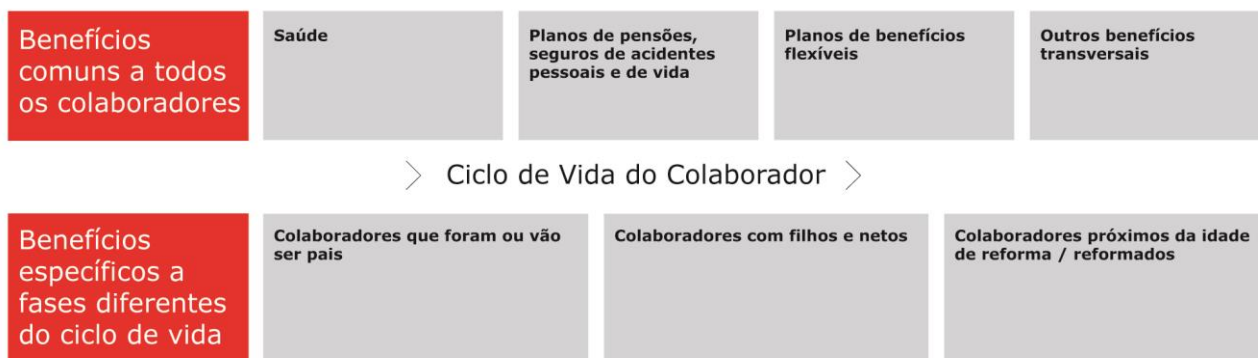 Benefícios
comuns a todos
os colaboradores
Saúde
Planos de pensões,
seguros de acidentes
pessoais e de vida
Planos de benefícios
flexíveis
Outros benefícios
transversais
Ciclo de Vida do Colaborador
Benefícios
específicos a
fases diferentes
do ciclo de vida
Colaboradores que foram ou vão
ser pais
Colaboradores com filhos e netos
Colaboradores próximos da idade
de reforma / reformados